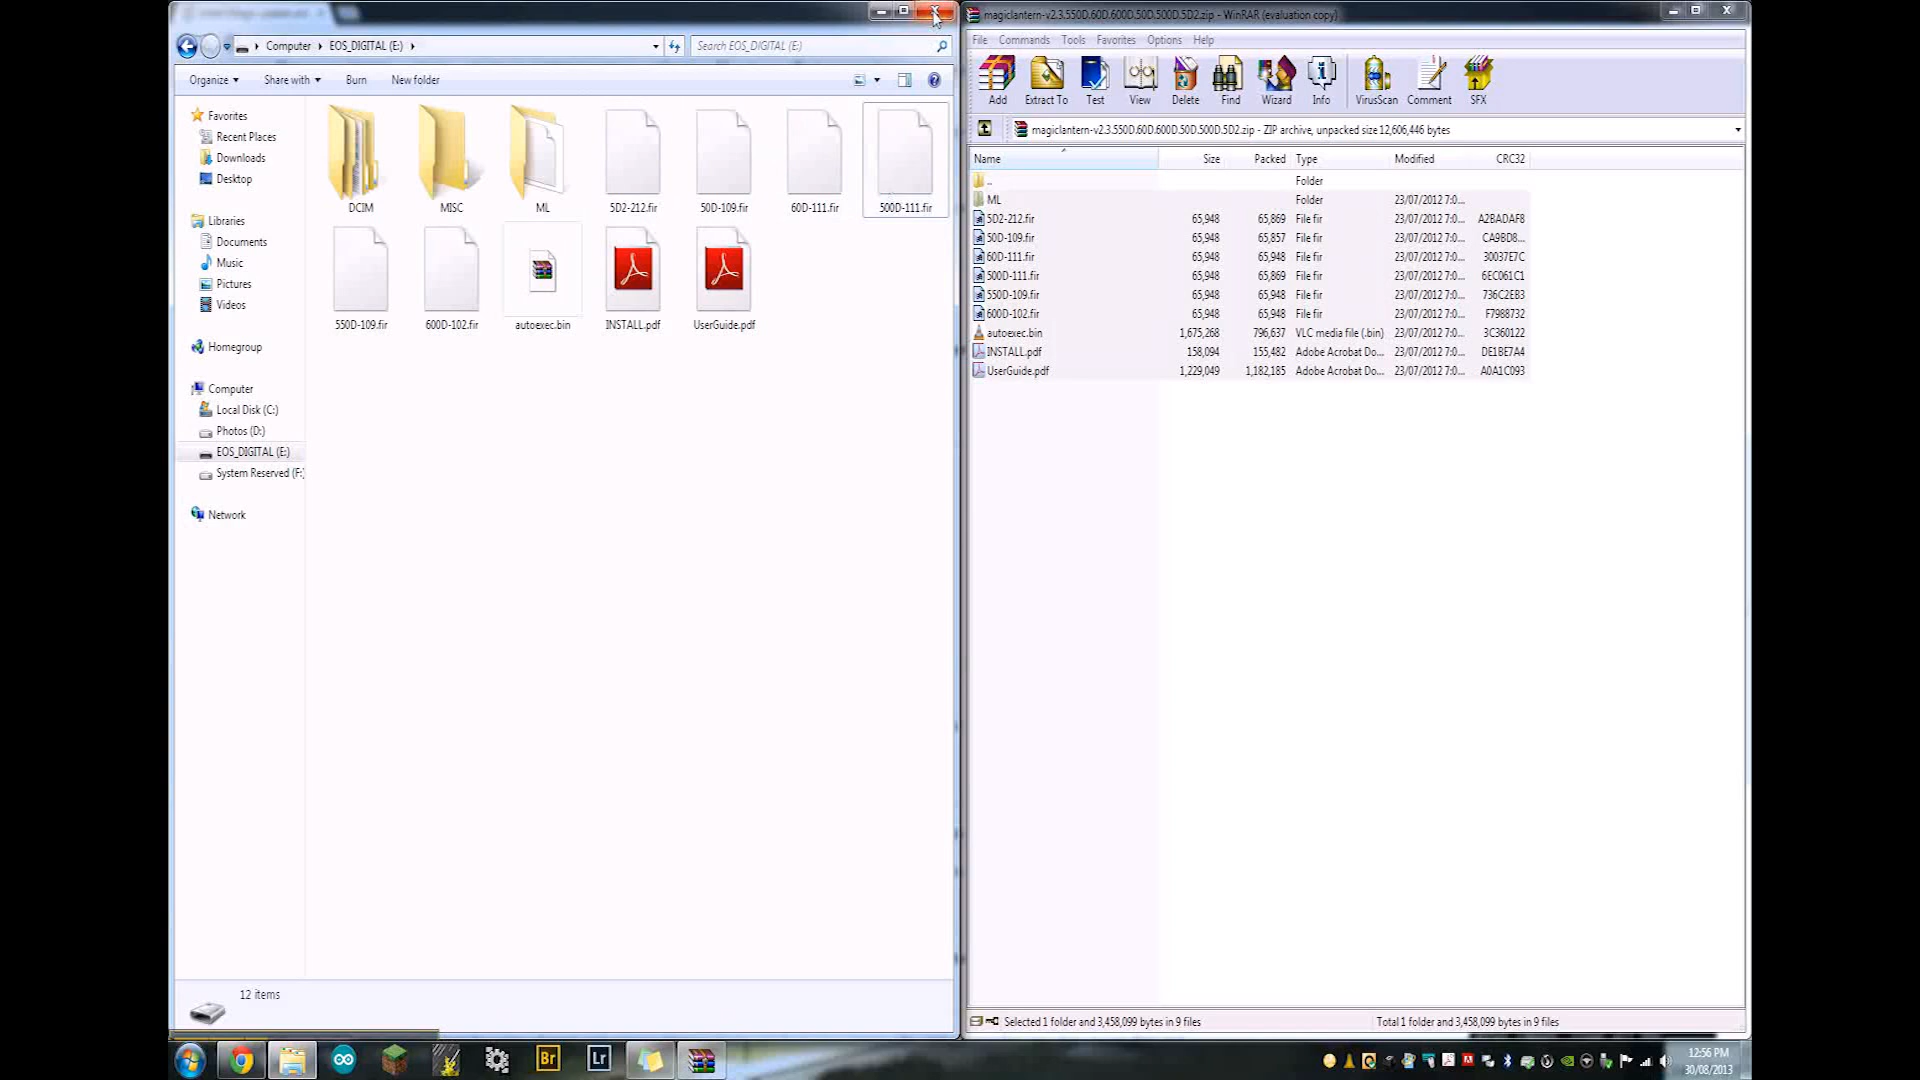 Computer EOS_DIGITAL (E:)
Search EOS_DIGITAL (E:)
Organize Share with Burn New folder
Favorites
Recent Places
Downloads
Desktop
Libraries
Documents
Music
Pictures
Videos
Homegroup
Computer
Local Disk (C:)
Photos (D:)
EOS_DIGITAL (E:)
System Reserved (F:)
Network
DCIM MISC ML 5D2-212.fir 50D-109.fir 60D-111.fir 500D-111.fir
550D-109.fir 600D-102.fir autoexec.bin INSTALL.pdf UserGuide.pdf
12 items
magiclantern-v2.3.550D.60D.600D.50D.500D.5D2.zip - WinRAR (evaluation copy)
File Commands Tools Favorites Options Help
Add Extract To Test View Delete Find Wizard Info VirusScan Comment SFX
magiclantern-v2.3.550D.60D.600D.50D.500D.5D2.zip - ZIP archive, unpacked size 12,606,446 bytes
Name Size Packed Type Modified CRC32
.. Folder
ML Folder 23/07/2012 7:0...
5D2-212.fir 65,948 65,869 File fir 23/07/2012 7:0... A2BADAF8
50D-109.fir 65,948 65,857 File fir 23/07/2012 7:0... CA9BD8...
60D-111.fir 65,948 65,948 File fir 23/07/2012 7:0... 30037E7C
500D-111.fir 65,948 65,869 File fir 23/07/2012 7:0... 6EC061C1
550D-109.fir 65,948 65,948 File fir 23/07/2012 7:0... 736C2EB3
600D-102.fir 65,948 65,948 File fir 23/07/2012 7:0... F7988732
autoexec.bin 1,675,268 796,637 VLC media file (.bin) 23/07/2012 7:0... 3C360122
INSTALL.pdf 158,094 155,482 Adobe Acrobat Do... 23/07/2012 7:0... DE1BE7A4
UserGuide.pdf 1,229,049 1,182,185 Adobe Acrobat Do... 23/07/2012 7:0... A0A1C093
Selected 1 folder and 3,458,099 bytes in 9 files
Total 1 folder and 3,458,099 bytes in 9 files
Br Lr
12:56 PM
30/08/2013